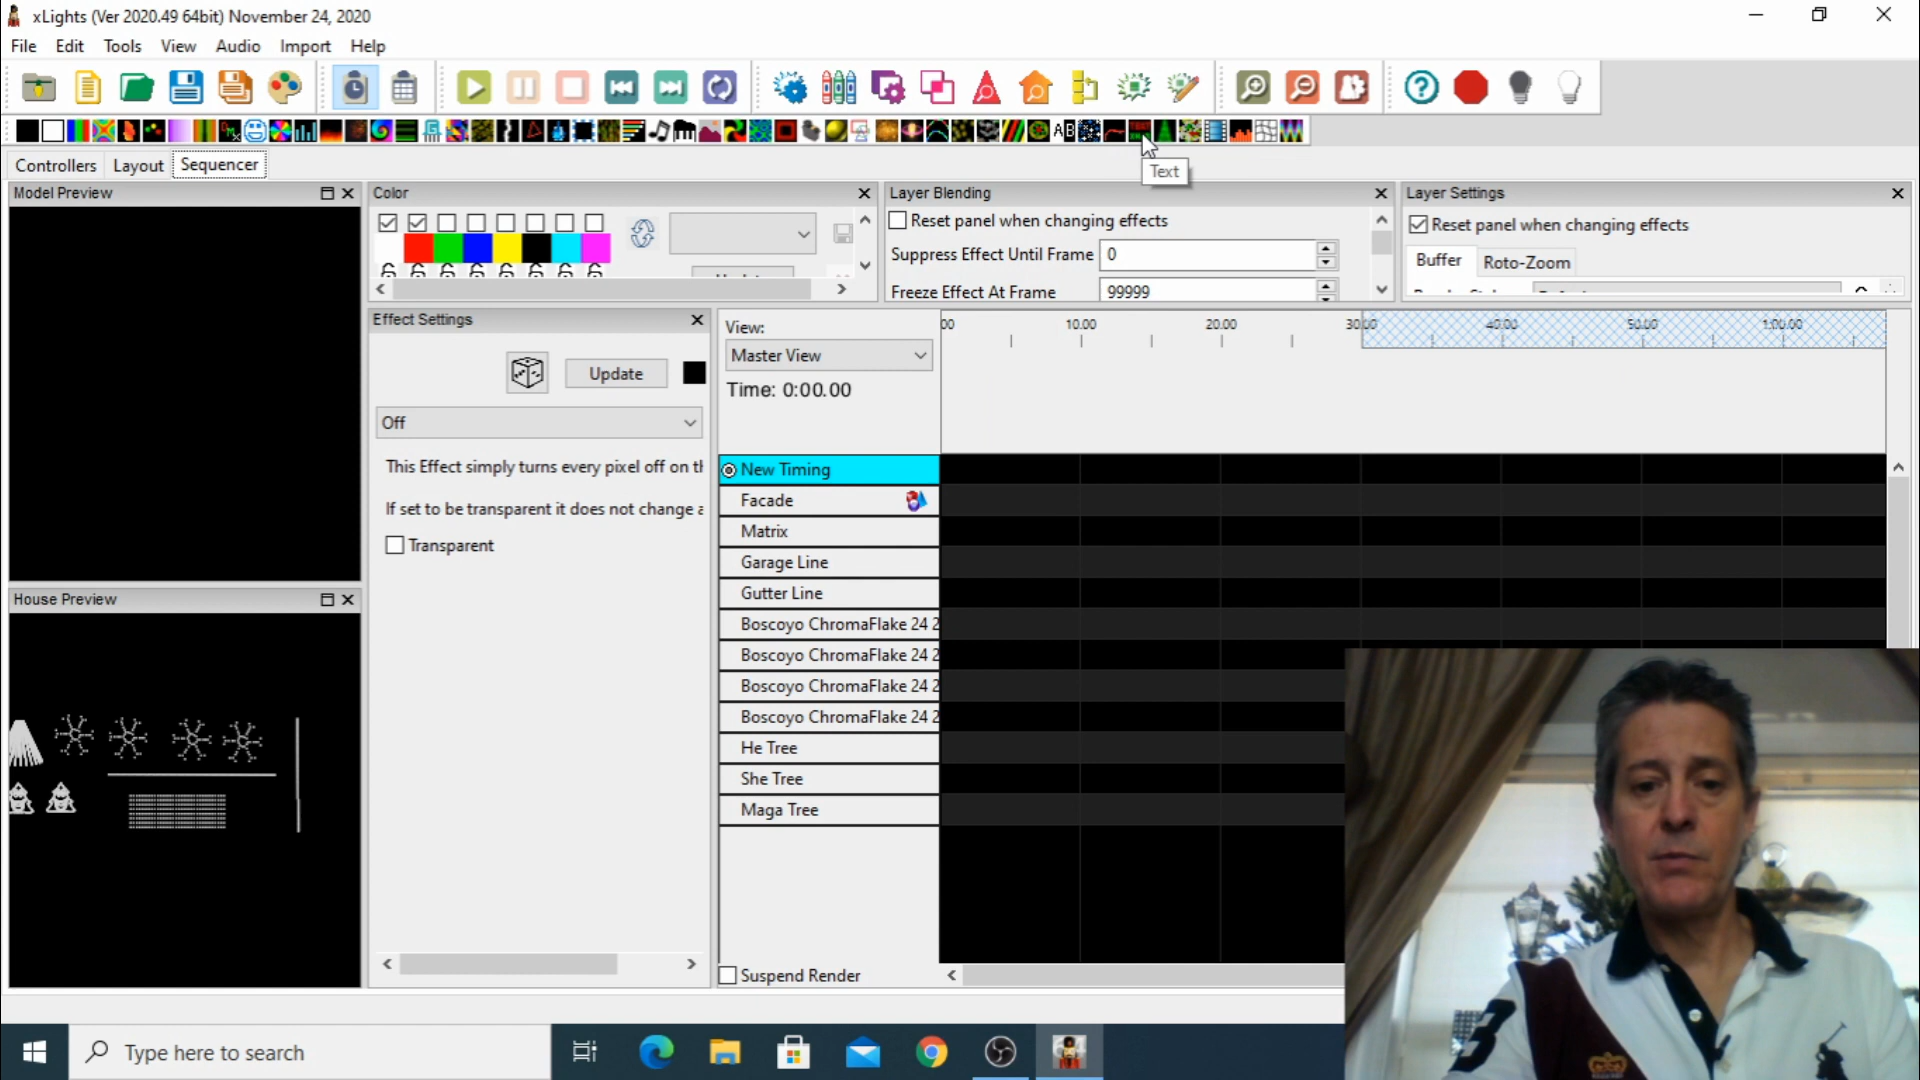 xLights (Ver 2020.49 64bit) November 24, 2020
File Edit Tools View Audio Import Help
Text
Controllers Layout Sequencer
Model Preview
Color
Layer Blending
Reset panel when changing effects
Suppress Effect Until Frame 0
Freeze Effect At Frame 99999
Layer Settings
Reset panel when changing effects
Buffer Roto-Zoom
Effect Settings
Update
Off
This Effect simply turns every pixel off on
If set to be transparent it does not change
Transparent
View:
Master View
Time: 0:00.00
00 10.00 20.00 30.00 40.00 50.00 1:00.00
New Timing
Facade
Matrix
Garage Line
Gutter Line
Boscoyo ChromaFlake 24 2
Boscoyo ChromaFlake 24 2
Boscoyo ChromaFlake 24 2
Boscoyo ChromaFlake 24 2
He Tree
She Tree
Maga Tree
Suspend Render
House Preview
Type here to search
3